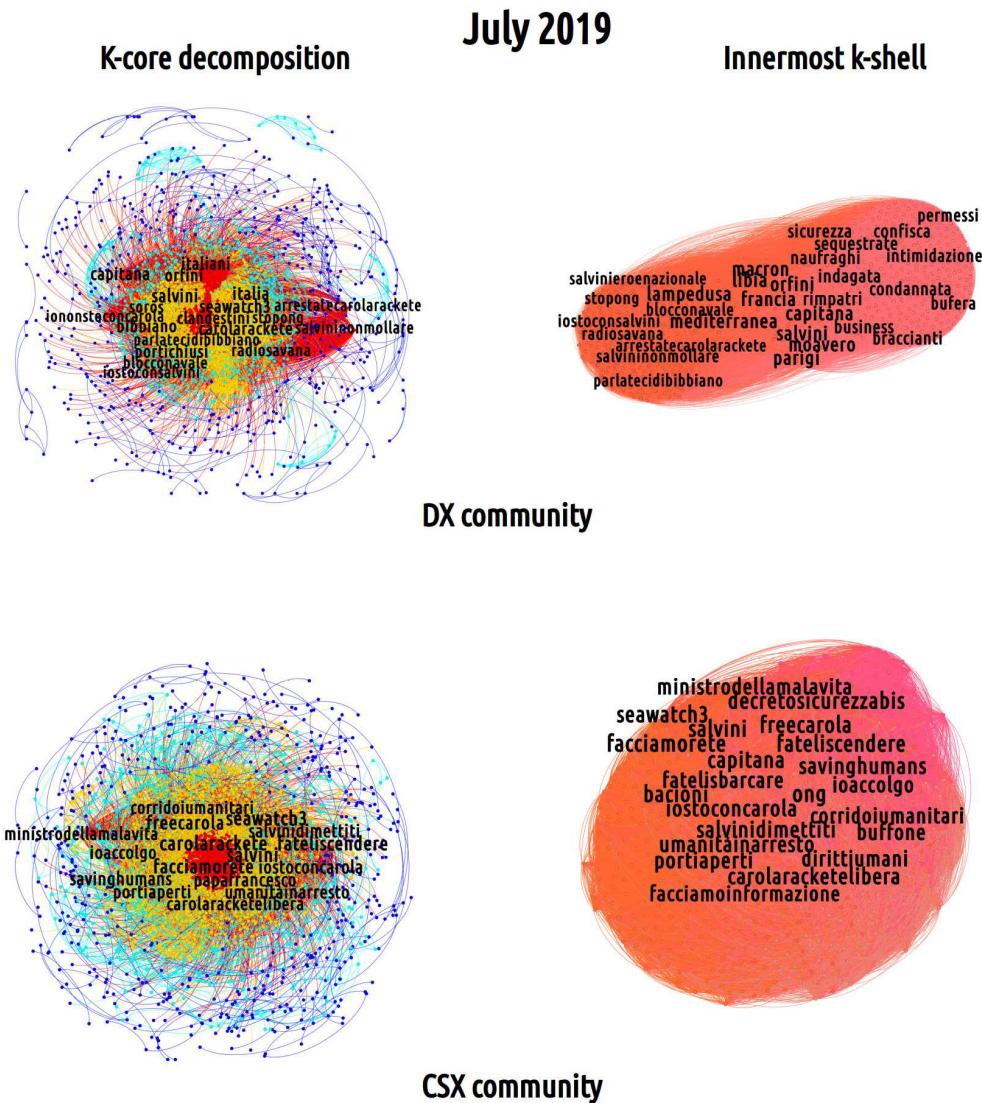 July 2019
K-core decomposition
Innermost k-shell
italiani
capitana orfini
salvini italia
soros seawatch3 arrestatecarolarackete
iononsteconcarola clandestini stopong
bibbiano carolarackete salvininonmollare
parlatecidibibbiano
portichiusi radiosavana
blocconavale
iostoconsalvini
permessi
sicurezza confisca
sequestrate
naufraghi intimidazione
macron
salvinieroenazionale libia orfini indagata
condannata
stopong lampedusa francia rimpatri bufera
blocconavale capitana
iostoconsalvini mediterranea
radiosavana salvini business
arrestatecarolarackete moavero braccianti
salvininonmollare parigi
parlatecidibibbiano
DX community
corridoiumanitari
freecarola seawatch3
ministrodellamalavita salvinidimettiti
carolarackete fateliscendere
ioaccolgo salvini
facciamorete iostoconcarola
savinghumans papafrancesco
portiaperti umanitainarresto
carolaracketelibera
ministrodellamalavita
decretosicurezzabis
seawatch3
salvini freecarola
facciamorete fateliscendere
capitana savinghumans
fatelisbarcare ioaccolgo
bacioni ong
iostoconcarola corridoiumanitari
salvinidimettiti buffone
umanitainarresto
portiaperti dirittiumani
carolaracketelibera
facciamoinformazione
CSX community